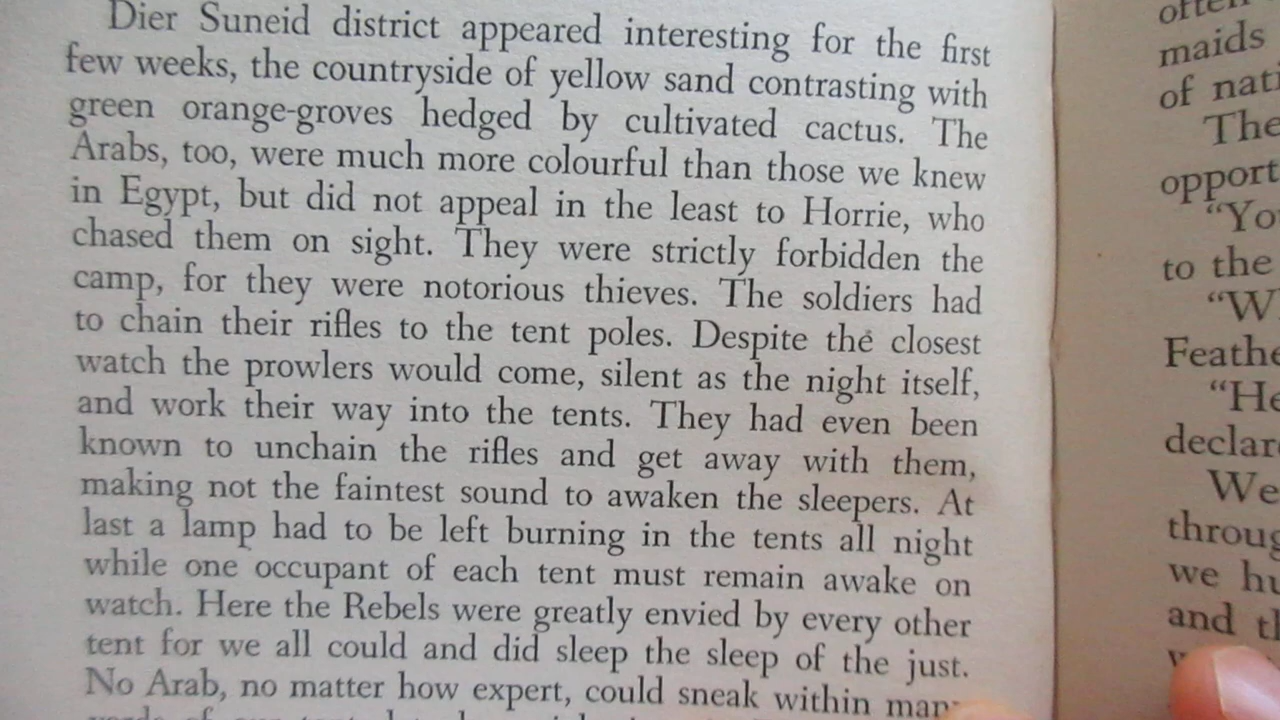 Dier Suneid district appeared interesting for the first
few weeks, the countryside of yellow sand contrasting with
green orange-groves hedged by cultivated cactus. The
Arabs, too, were much more colourful than those we knew
in Egypt, but did not appeal in the least to Horrie, who
chased them on sight. They were strictly forbidden the
camp, for they were notorious thieves. The soldiers had
to chain their rifles to the tent poles. Despite the closest
watch the prowlers would come, silent as the night itself,
and work their way into the tents. They had even been
known to unchain the rifles and get away with them,
making not the faintest sound to awaken the sleepers. At
last a lamp had to be left burning in the tents all night
while one occupant of each tent must remain awake on
watch. Here the Rebels were greatly envied by every other
tent for we all could and did sleep the sleep of the just.
No Arab, no matter how expert, could sneak within many
often
maids
of nati
The
opport
"Yo
to the
"W
Feathe
"He
declar
We
throug
we hu
and th